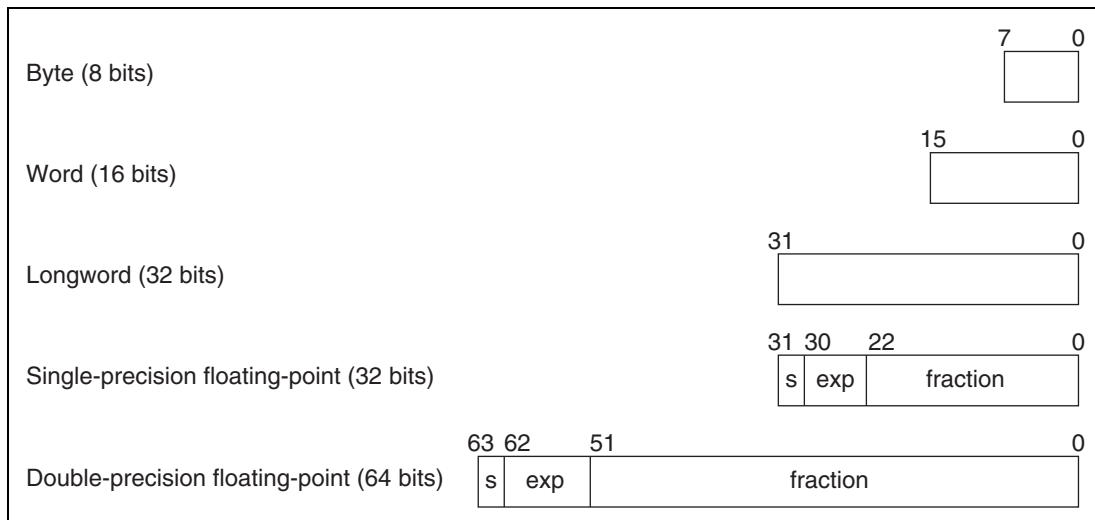 7 0
Byte (8 bits)
15 0
Word (16 bits)
31 0
Longword (32 bits)
31 30 22 0
Single-precision floating-point (32 bits) s exp fraction
63 62 51 0
Double-precision floating-point (64 bits) s exp fraction